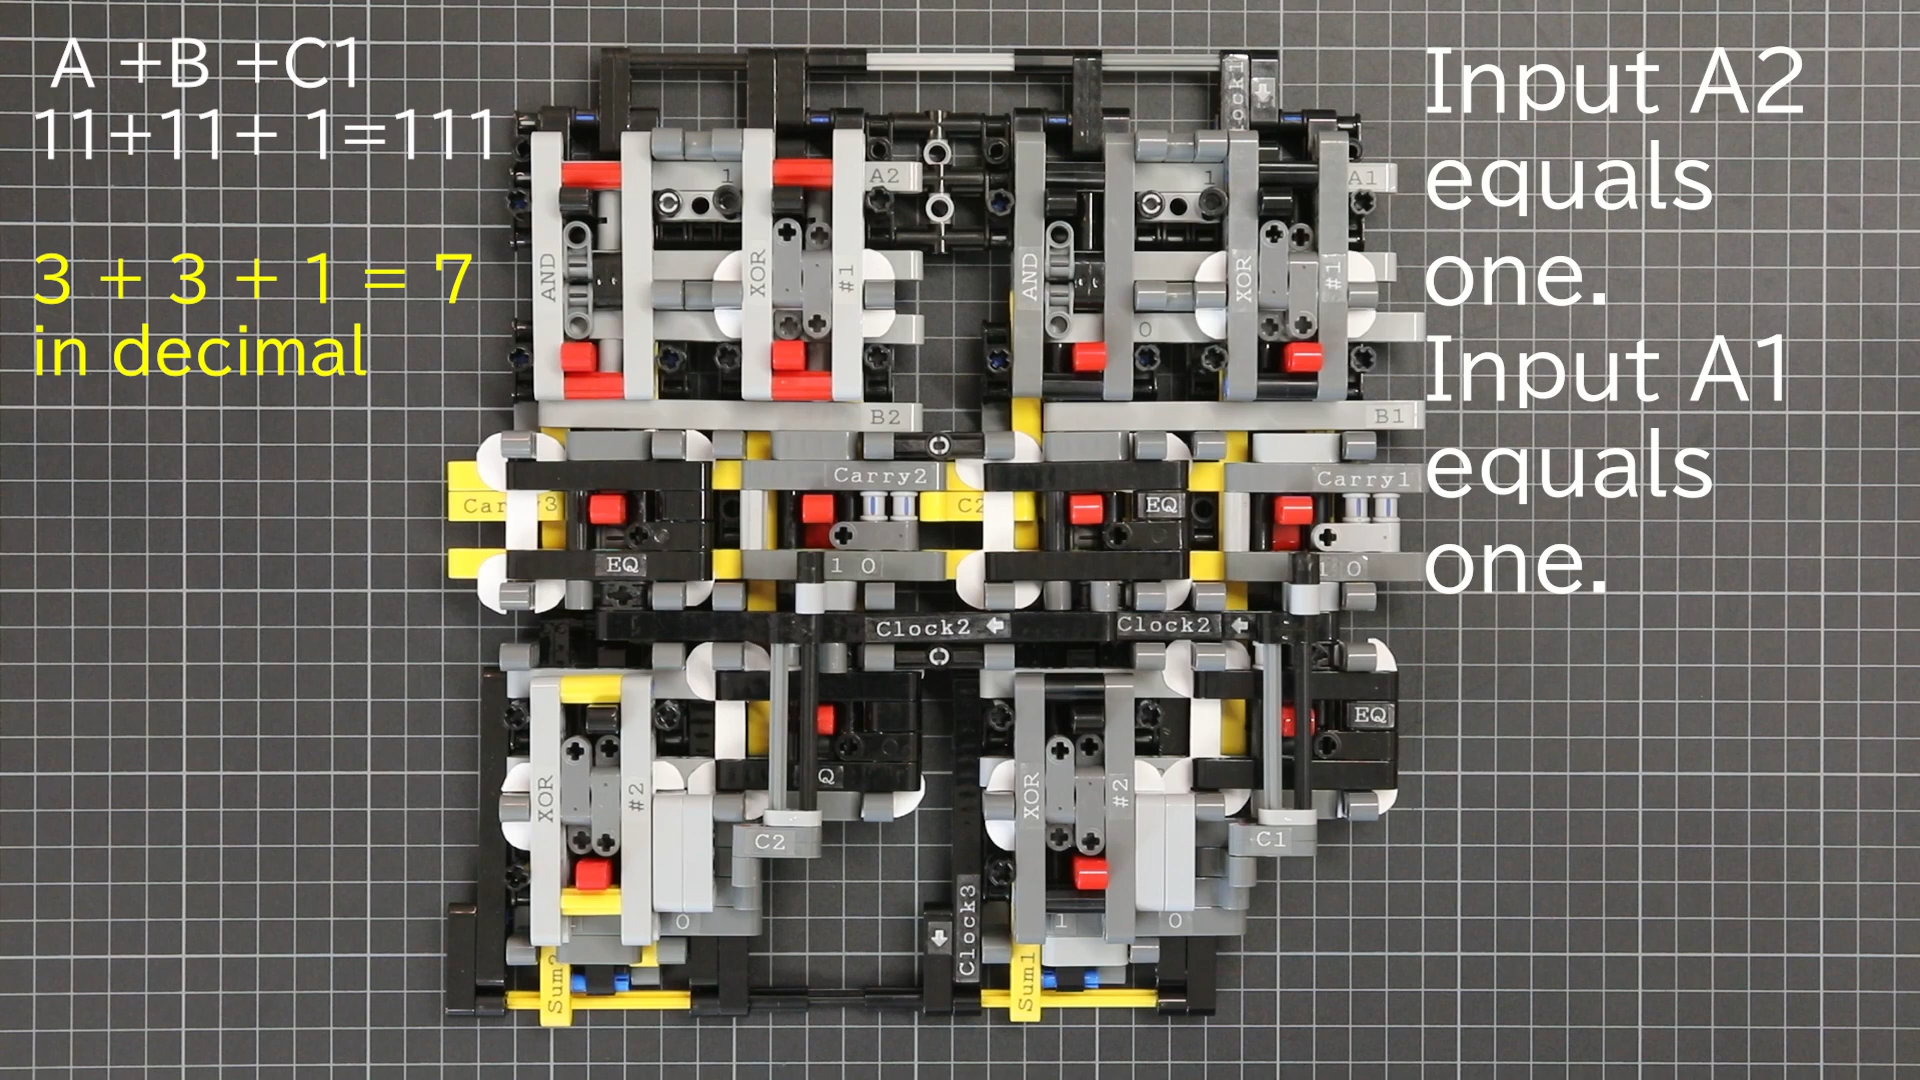 A +B +C1
11+11+ 1=111
3 + 3 + 1 = 7
in decimal
Input A2
equals
one.
Input A1
equals
one.
1
A2
1
A1
AND
XOR
#1
AND
XOR
#1
0
B2
B1
Carry2
Carry1
C2
EQ
EQ
1 0
1 0
Clock2
Clock2
EQ
XOR
#2
XOR
#2
C2
C1
0
1
0
Clock3
Sum1